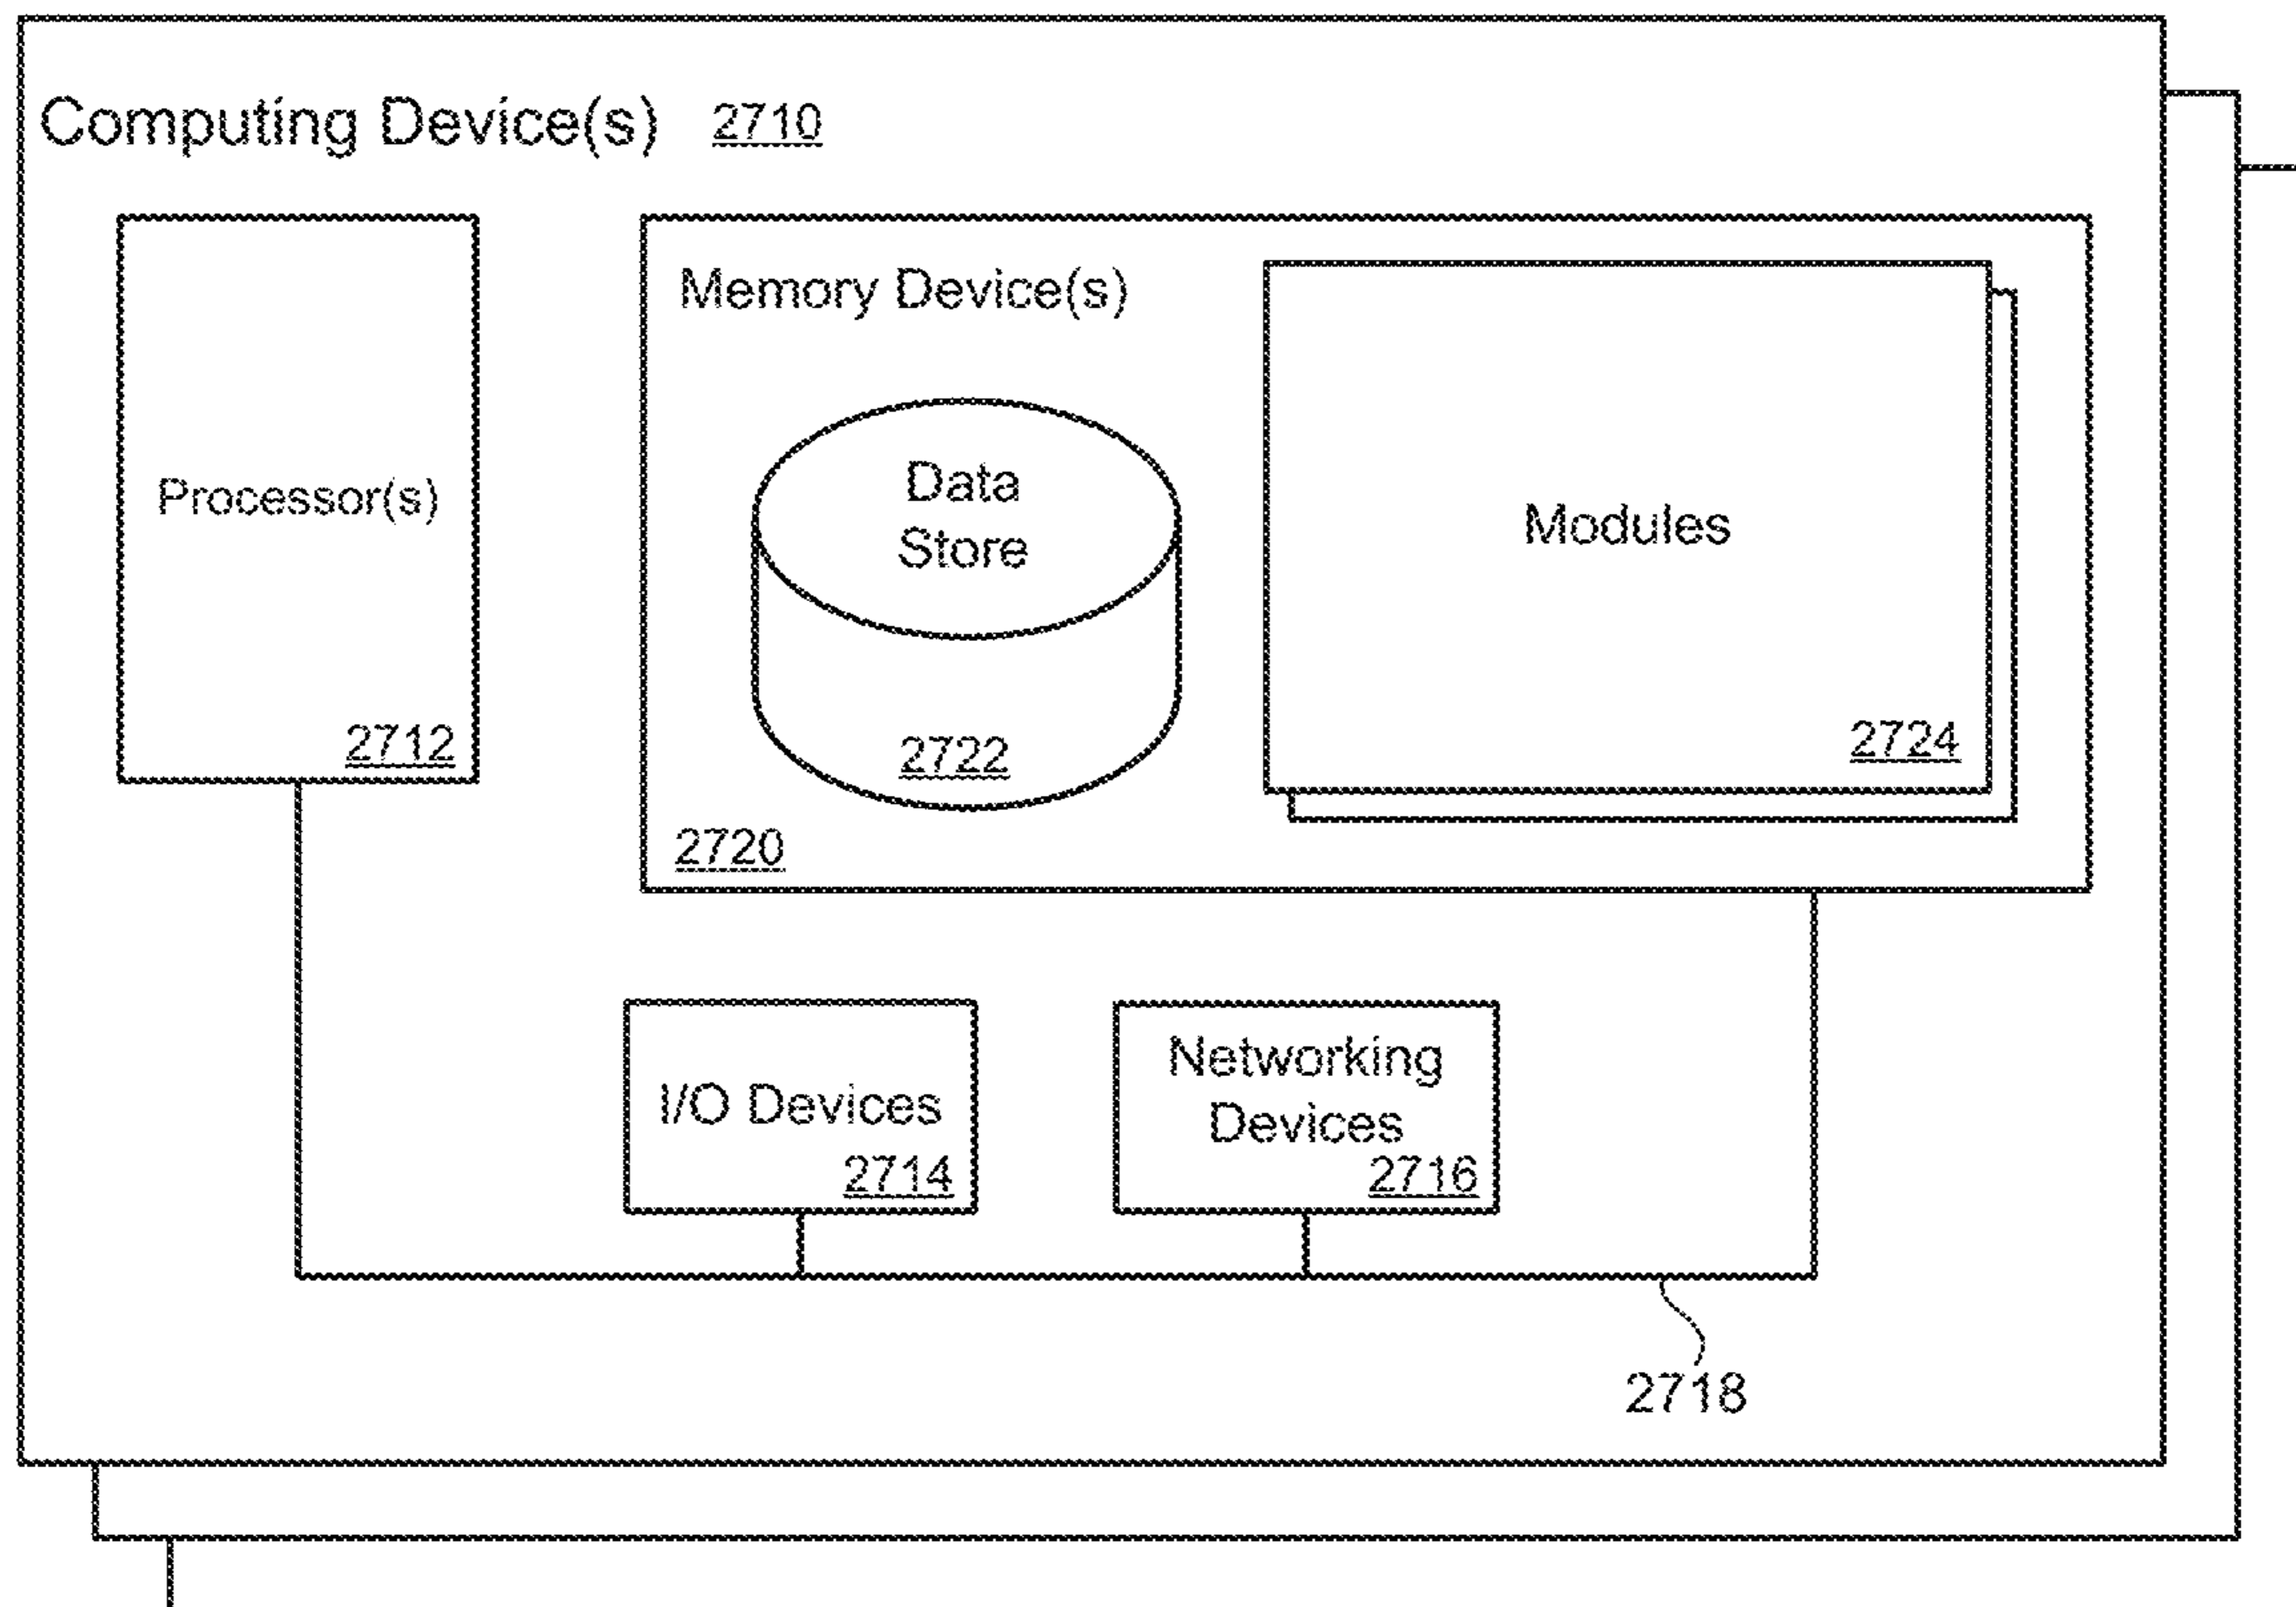 Computing Device(s) 2710
Processor(s)
2712
Memory Device(s)
Data
Store
2722
2720
Modules
2724
I/O Devices
2714
Networking
Devices
2716
2718